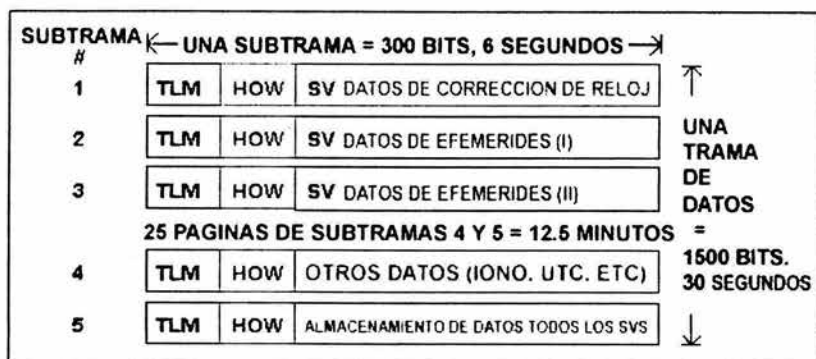 SUBTRAMA #
UNA SUBTRAMA = 300 BITS, 6 SEGUNDOS
1 TLM HOW SV DATOS DE CORRECCION DE RELOJ
2 TLM HOW SV DATOS DE EFEMERIDES (I)
3 TLM HOW SV DATOS DE EFEMERIDES (II)
25 PAGINAS DE SUBTRAMAS 4 Y 5 = 12.5 MINUTOS
4 TLM HOW OTROS DATOS (IONO. UTC. ETC)
5 TLM HOW ALMACENAMIENTO DE DATOS TODOS LOS SVS
UNA
TRAMA
DE
DATOS
=
1500 BITS.
30 SEGUNDOS